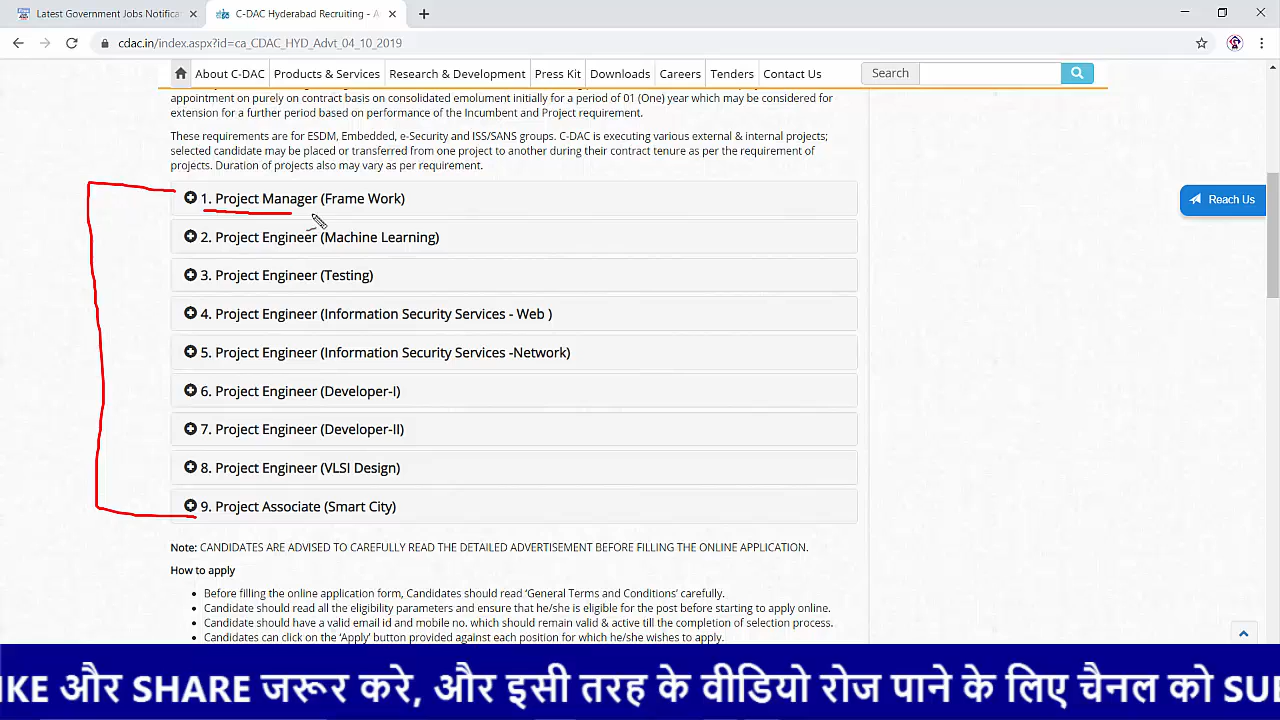 Latest Government Jobs Notifica
C-DAC Hyderabad Recruiting - A
cdac.in/index.aspx?id=ca_CDAC_HYD_Advt_04_10_2019
About C-DAC Products & Services Research & Development Press Kit Downloads Careers Tenders Contact Us Search
appointment on purely on contract basis on consolidated emolument initially for a period of 01 (One) year which may be considered for
extension for a further period based on performance of the Incumbent and Project requirement.
These requirements are for ESDM, Embedded, e-Security and ISS/SANS groups. C-DAC is executing various external & internal projects;
selected candidate may be placed or transferred from one project to another during their contract tenure as per the requirement of
projects. Duration of projects also may vary as per requirement.
1. Project Manager (Frame Work)
Reach Us
2. Project Engineer (Machine Learning)
3. Project Engineer (Testing)
4. Project Engineer (Information Security Services - Web )
5. Project Engineer (Information Security Services -Network)
6. Project Engineer (Developer-I)
7. Project Engineer (Developer-II)
8. Project Engineer (VLSI Design)
9. Project Associate (Smart City)
Note: CANDIDATES ARE ADVISED TO CAREFULLY READ THE DETAILED ADVERTISEMENT BEFORE FILLING THE ONLINE APPLICATION.
How to apply
Before filling the online application form, Candidates should read 'General Terms and Conditions' carefully.
Candidate should read all the eligibility parameters and ensure that he/she is eligible for the post before starting to apply online.
Candidate should have a valid email id and mobile no. which should remain valid & active till the completion of selection process.
Candidates can click on the 'Apply' button provided against each position for which he/she wishes to apply.
IKE और SHARE जरूर करे, और इसी तरह के वीडियो रोज पाने के लिए चैनल को SU